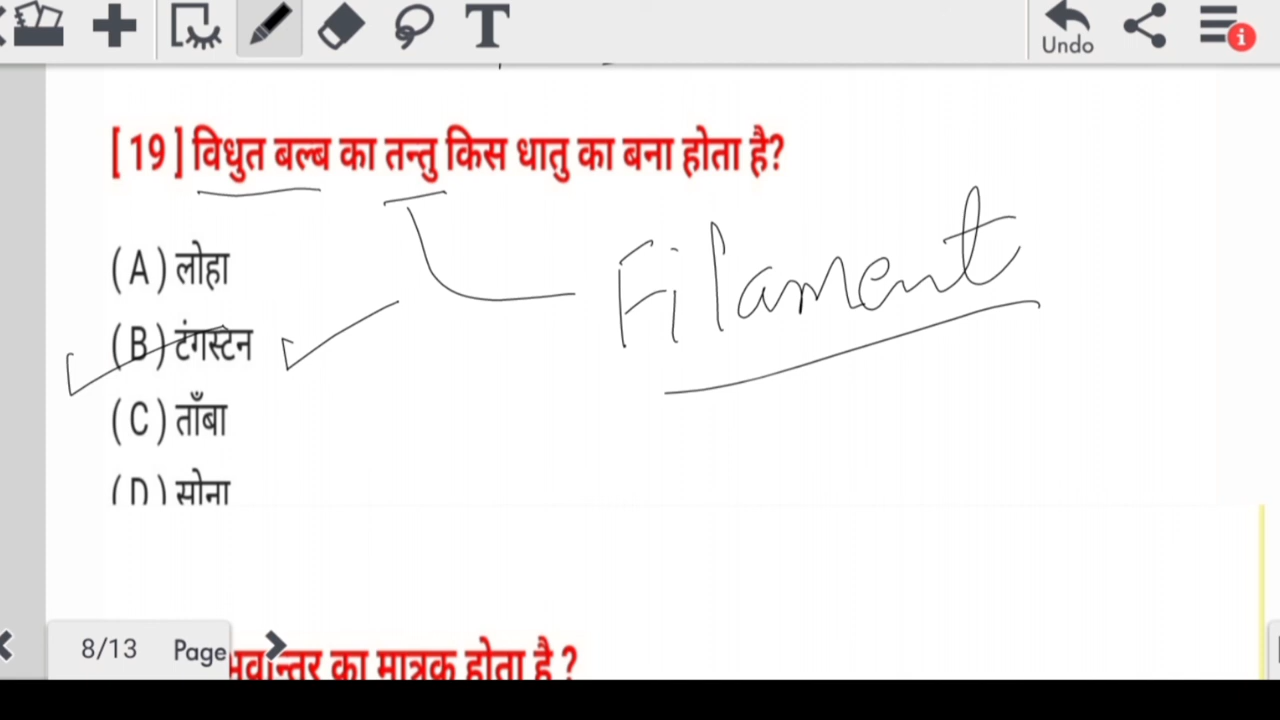 Undo
[ 19 ] विधुत बल्ब का तन्तु किस धातु का बना होता है?
( A ) लोहा
Filament
( B ) टंगस्टन
( C ) ताँबा
( D ) सोना
8/13 Page
का मात्रक होता है ?